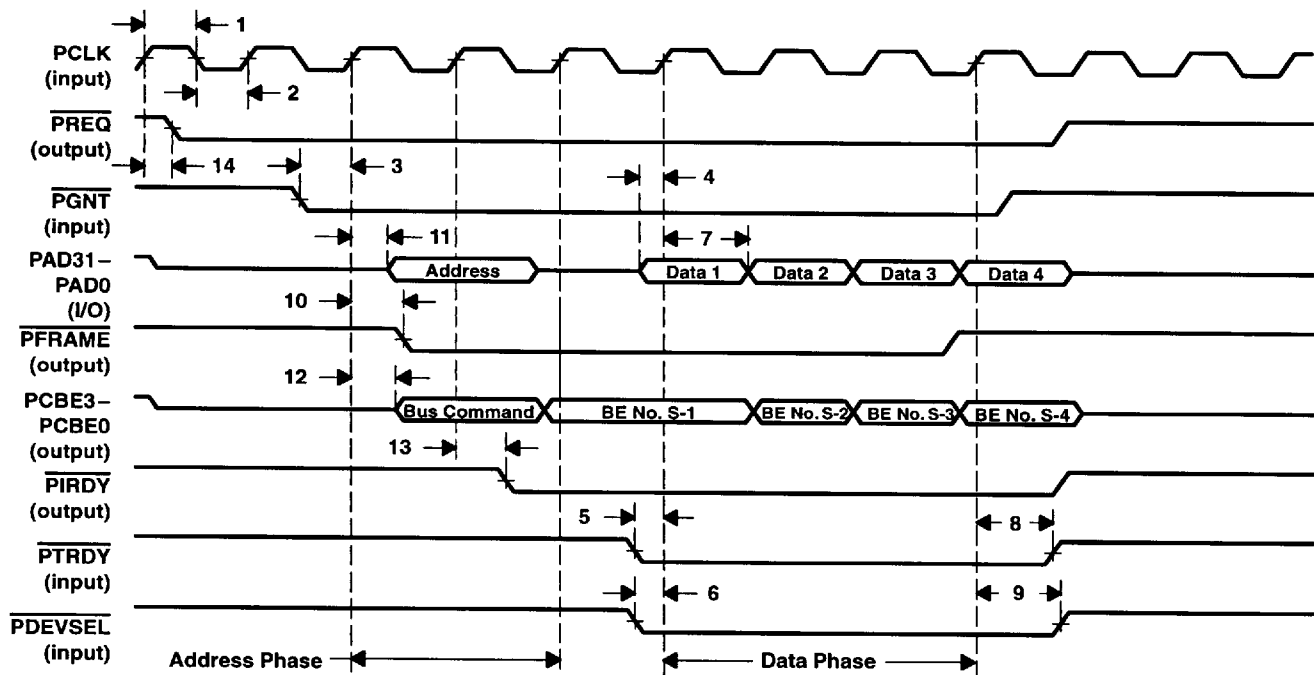 1
PCLK
(input)
2
PREQ
(output)
14
3
4
PGNT
(input)
11
7
PAD31–
PAD0
(I/O)
Address
Data 1
Data 2
Data 3
Data 4
10
PFRAME
(output)
12
PCBE3–
PCBE0
(output)
Bus Command
BE No. S-1
BE No. S-2
BE No. S-3
BE No. S-4
13
PIRDY
(output)
5
8
PTRDY
(input)
6
9
PDEVSEL
(input)
Address Phase
Data Phase